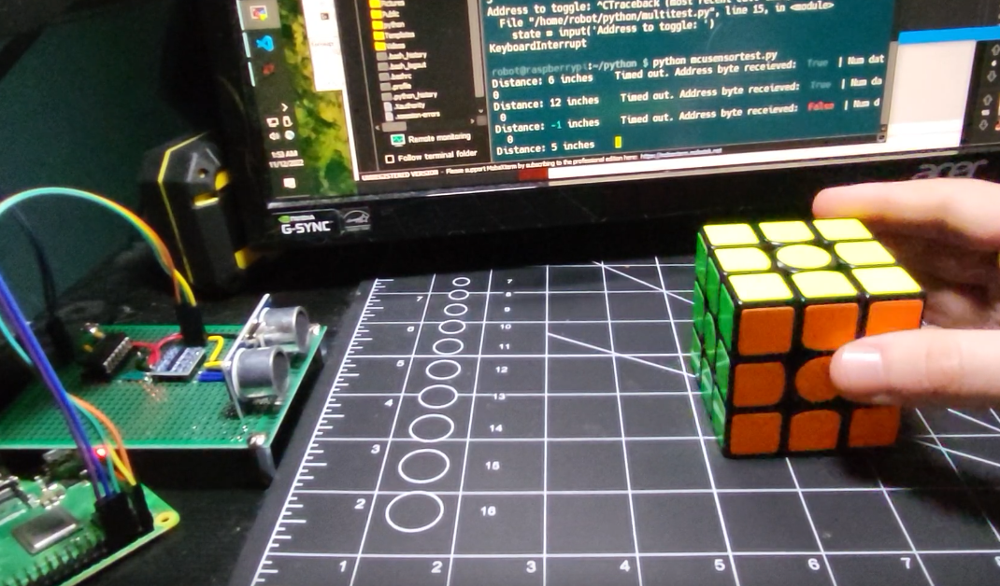 Pictures
Public
python
Templates
Videos
.bash_history
.bash_logout
.bashrc
.profile
.python_history
.Xauthority
.xsession-errors
Remote monitoring
Follow terminal folder
1:53 AM
11/12/2022
Address to toggle: ^CTraceback (most recent
File "/home/robot/python/multitest.py", line 15, in <module>
state = input('Address to toggle: ')
KeyboardInterrupt
robot@raspberrypi:~/python $ python mcusensortest.py
Distance: 6 inches Timed out. Address byte receieved: True | Num dat
0
Distance: 12 inches Timed out. Address byte receieved: True | Num da
0
Distance: -1 inches Timed out. Address byte receieved: False | Num d
0
Distance: 5 inches
UNREGISTERED VERSION - Please support MobaXterm by subscribing to the professional edition here: https://mobaxterm.mobatek.net
NVIDIA
G-SYNC
acer
7
6
5
4
3
2
7
8
9
10
11
12
13
14
15
16
1
2
3
4
5
6
7